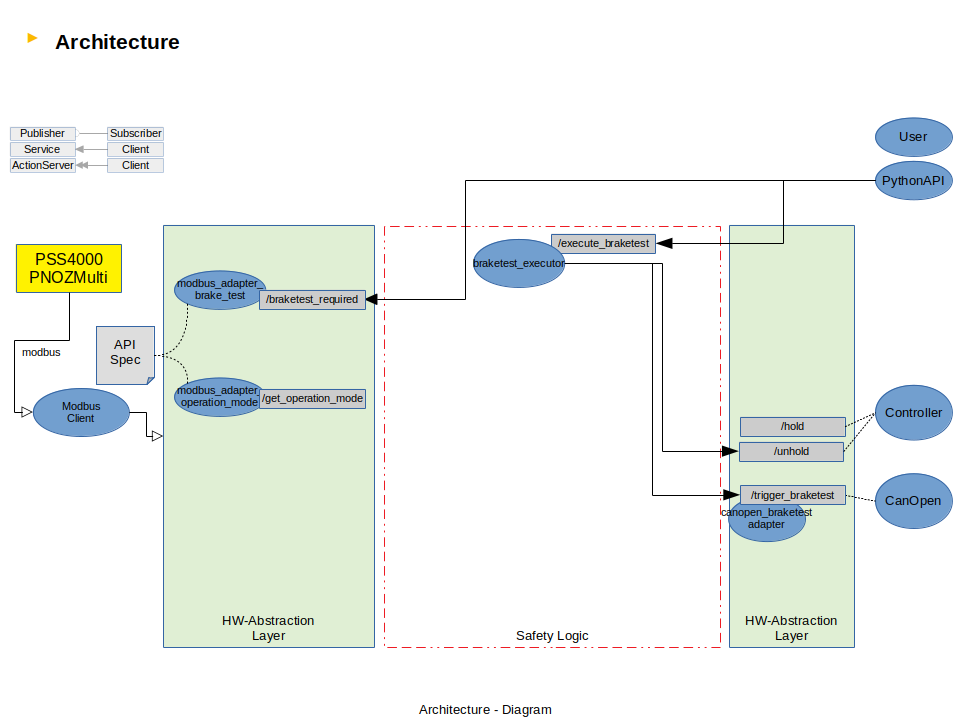 Architecture
Publisher
Subscriber
Service
Client
ActionServer
Client
User
PythonAPI
PSS4000
PNOZMulti
modbus
API
Spec
Modbus
Client
modbus_adapter_
brake_test
/braketest_required
modbus_adapter_
operation_mode
/get_operation_mode
HW-Abstraction
Layer
/execute_braketest
braketest_executor
Safety Logic
/hold
/unhold
/trigger_braketest
canopen_braketest
adapter
HW-Abstraction
Layer
Controller
CanOpen
Architecture - Diagram